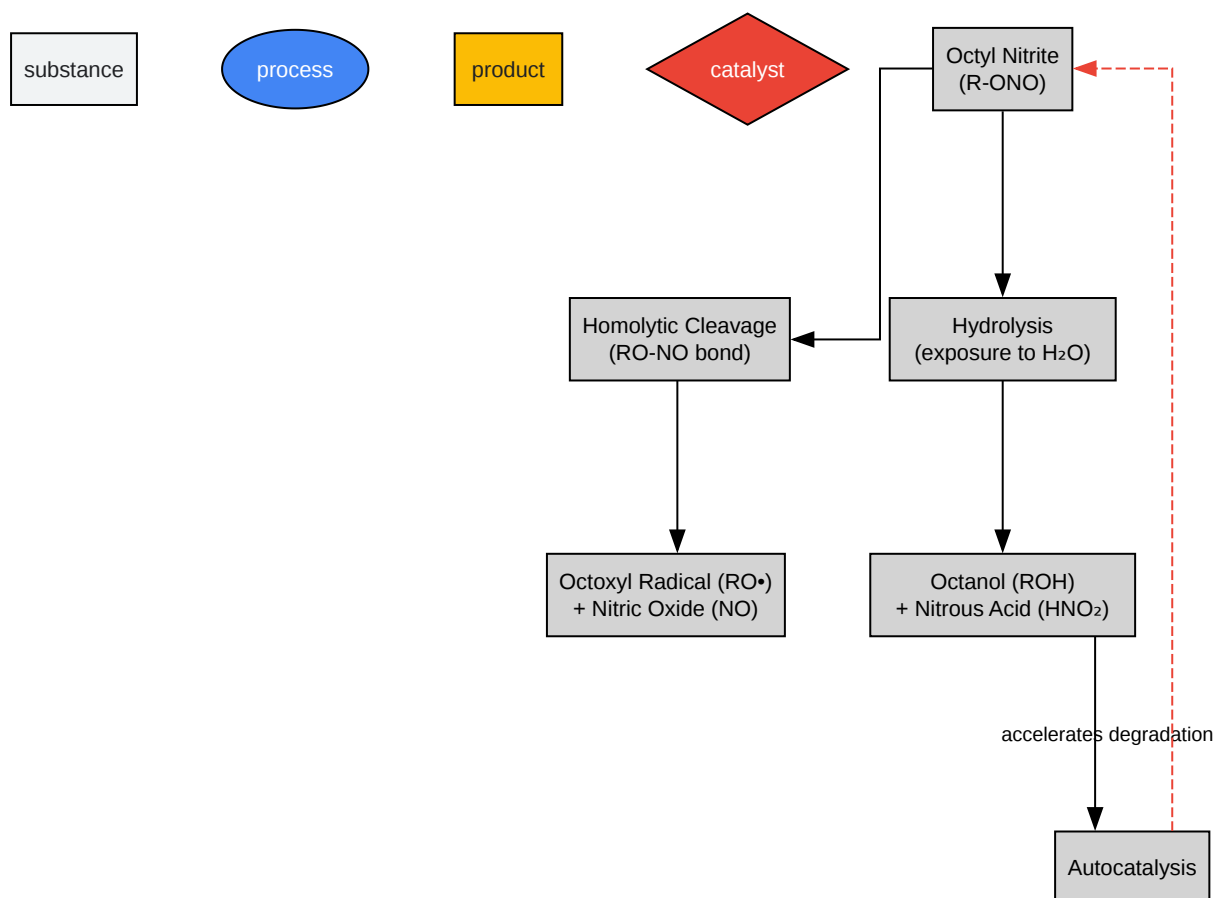 substance
process
product
catalyst
Octyl Nitrite
(R-ONO)
Homolytic Cleavage
(RO-NO bond)
Hydrolysis
(exposure to H₂O)
Octoxyl Radical (RO•)
+ Nitric Oxide (NO)
Octanol (ROH)
+ Nitrous Acid (HNO₂)
accelerates degradation
Autocatalysis